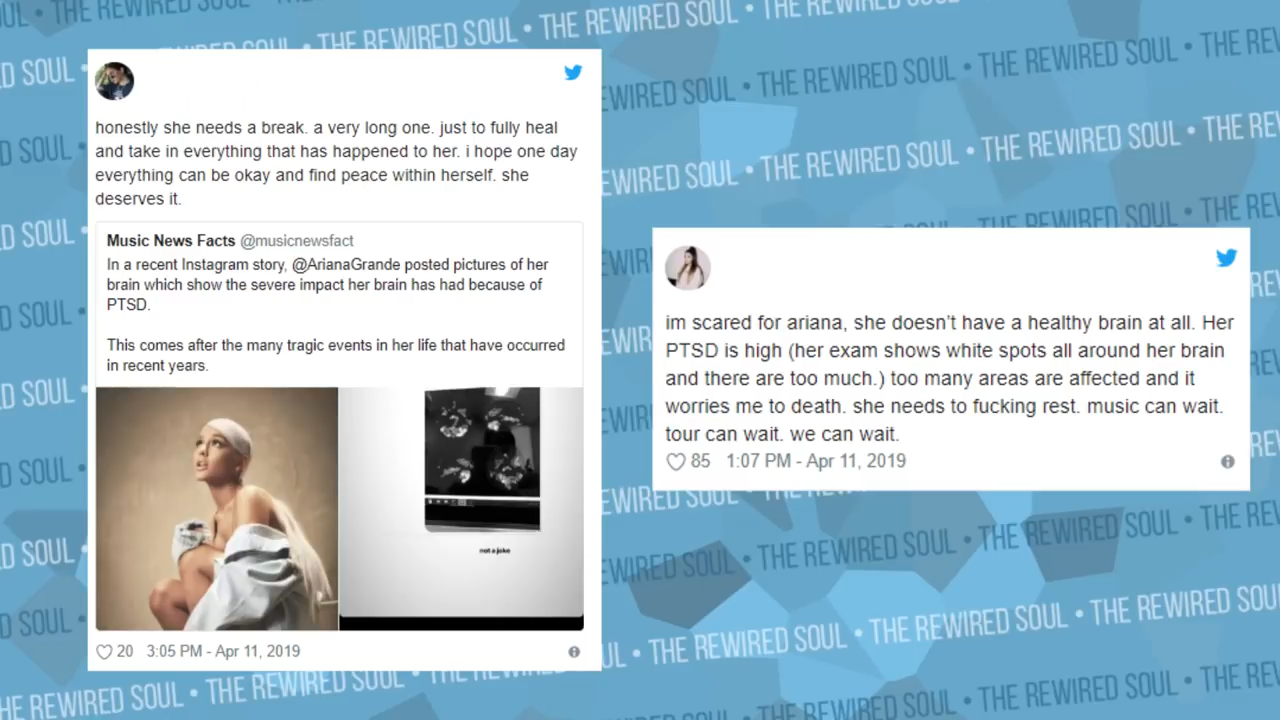 THE REWIRED SOUL • THE REWIRED SOUL • THE REWIRED SOUL
honestly she needs a break. a very long one. just to fully heal
and take in everything that has happened to her. i hope one day
everything can be okay and find peace within herself. she
deserves it.
Music News Facts @musicnewsfact
In a recent Instagram story, @ArianaGrande posted pictures of her
brain which show the severe impact her brain has had because of
PTSD.
This comes after the many tragic events in her life that have occurred
in recent years.
not a joke
20 3:05 PM - Apr 11, 2019
im scared for ariana, she doesn’t have a healthy brain at all. Her
PTSD is high (her exam shows white spots all around her brain
and there are too much.) too many areas are affected and it
worries me to death. she needs to fucking rest. music can wait.
tour can wait. we can wait.
85 1:07 PM - Apr 11, 2019